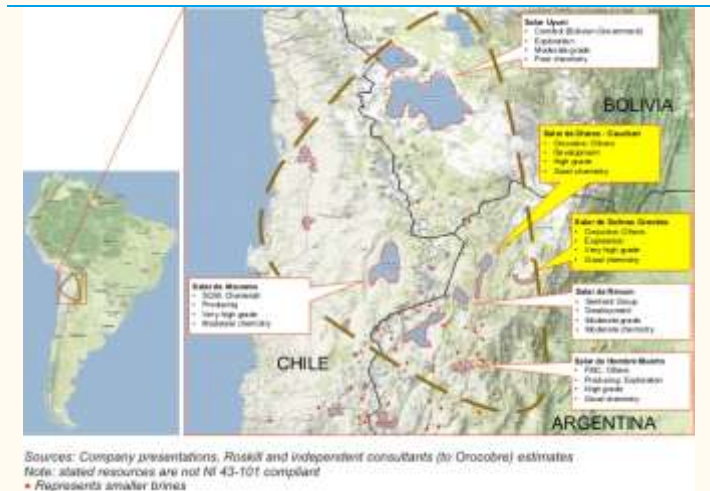 Salar Uyuni
• Comibol (Bolivian Government)
• Exploration
• Moderate grade
• Poor chemistry
BOLIVIA
Salar de Olaroz - Cauchari
• Orocobre; Others
• Development
• High grade
• Good chemistry
Salar de Salinas Grandes
• Orocobre; Others
• Exploration
• Very high grade
• Good chemistry
Salar de Atacama
• SQM; Chemetall
• Producing
• Very high grade
• Moderate chemistry
Salar de Rincon
• Sentient Group
• Development
• Moderate grade
• Moderate chemistry
CHILE
Salar de Hombre Muerto
• FMC; Others
• Producing; Exploration
• High grade
• Good chemistry
ARGENTINA
Sources: Company presentations, Roskill and independent consultants (to Orocobre) estimates
Note: stated resources are not NI 43-101 compliant
• Represents smaller brines